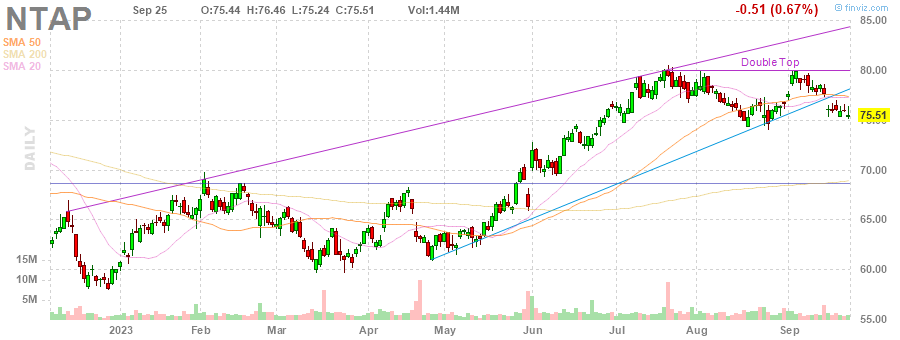 NTAP Sep 25 O:75.44 H:76.46 L:75.24 C:75.51 Vol:1.44M -0.51 (0.67%) © finviz.com
SMA 50
SMA 200
SMA 20
DAILY
Double Top
85.00
80.00
75.00
75.51
70.00
65.00
60.00
55.00
15M
10M
5M
2023 Feb Mar Apr May Jun Jul Aug Sep